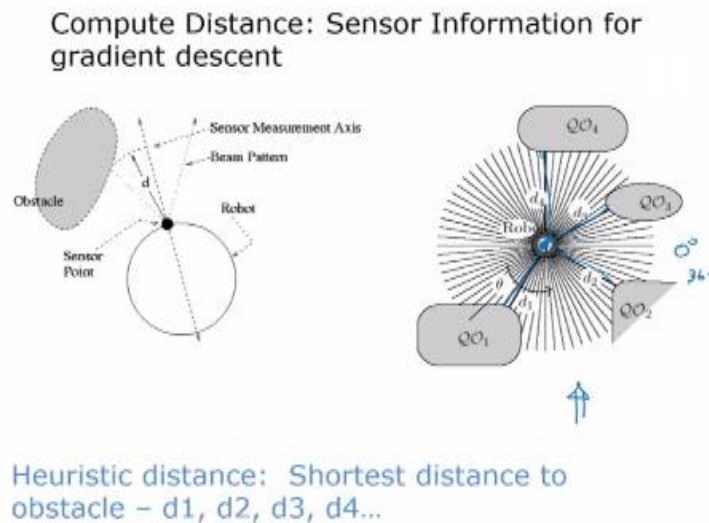 Compute Distance: Sensor Information for
gradient descent
Sensor Measurement Axis
Beam Pattern
d
Obstacle
Robot
Sensor
Point
QO4
d4
d3
QO3
0°
θ
d2
d1
QO2
QO1
Heuristic distance: Shortest distance to
obstacle – d1, d2, d3, d4...